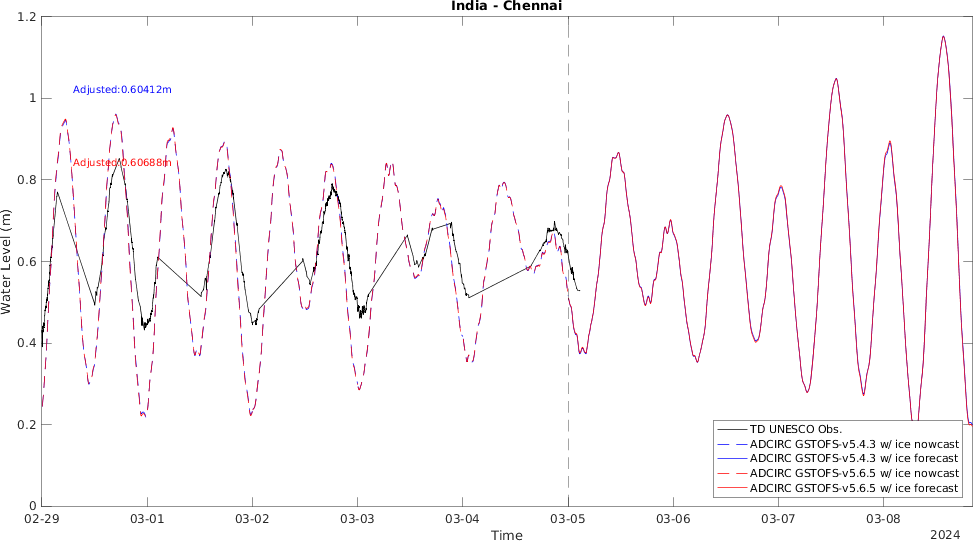 India - Chennai
1.2
1
0.8
0.6
0.4
0.2
0
Water Level (m)
Adjusted:0.60412m
Adjusted:0.60688m
TD UNESCO Obs.
ADCIRC GSTOFS-v5.4.3 w/ ice nowcast
ADCIRC GSTOFS-v5.4.3 w/ ice forecast
ADCIRC GSTOFS-v5.6.5 w/ ice nowcast
ADCIRC GSTOFS-v5.6.5 w/ ice forecast
02-29 03-01 03-02 03-03 03-04 03-05 03-06 03-07 03-08
Time
2024